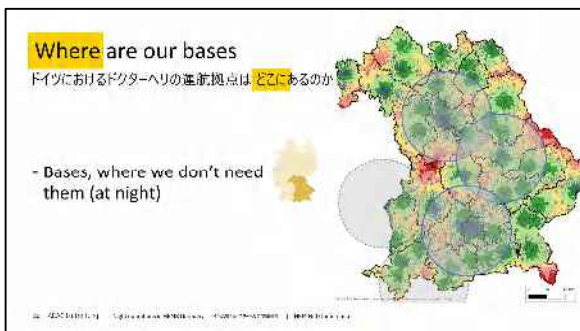 Where are our bases
ドイツにおけるドクターヘリの運航拠点はどこにあるのか
- Bases, where we don't need
them (at night)